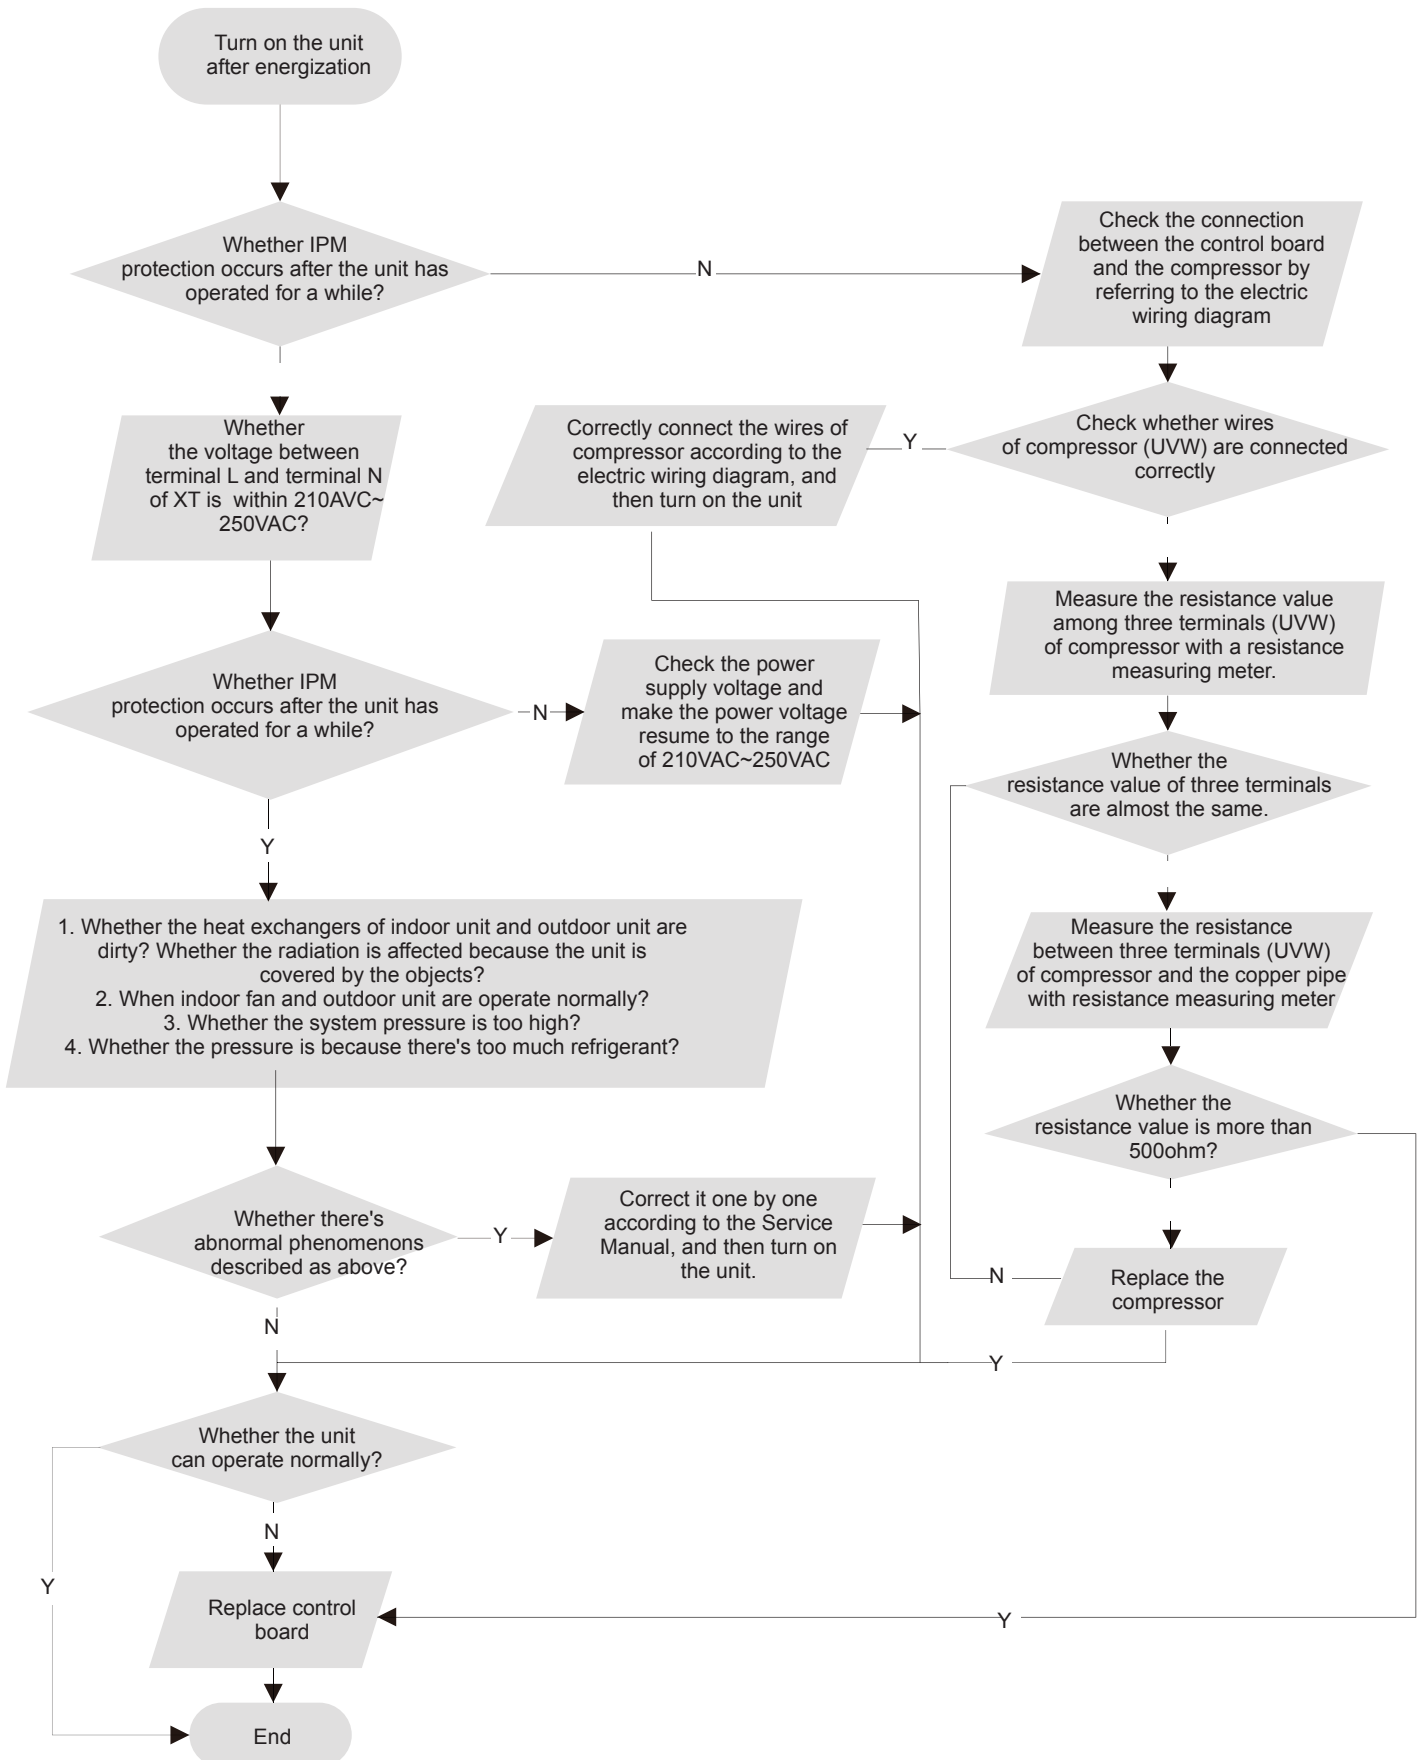 Turn on the unit
after energization
Whether IPM
protection occurs after the unit has
operated for a while?
N
Check the connection
between the control board
and the compressor by
referring to the electric
wiring diagram
Whether
the voltage between
terminal L and terminal N
of XT is within 210AVC~
250VAC?
Correctly connect the wires of
compressor according to the
electric wiring diagram, and
then turn on the unit
Y
Check whether wires
of compressor (UVW) are connected
correctly
Measure the resistance value
among three terminals (UVW)
of compressor with a resistance
measuring meter.
Whether IPM
protection occurs after the unit has
operated for a while?
N
Check the power
supply voltage and
make the power voltage
resume to the range
of 210VAC~250VAC
Whether the
resistance value of three terminals
are almost the same.
Y
1. Whether the heat exchangers of indoor unit and outdoor unit are
dirty? Whether the radiation is affected because the unit is
covered by the objects?
2. When indoor fan and outdoor unit are operate normally?
3. Whether the system pressure is too high?
4. Whether the pressure is because there's too much refrigerant?
Measure the resistance
between three terminals (UVW)
of compressor and the copper pipe
with resistance measuring meter
Whether the
resistance value is more than
500ohm?
Whether there's
abnormal phenomenons
described as above?
Y
Correct it one by one
according to the Service
Manual, and then turn on
the unit.
N
Replace the
compressor
N
Y
Whether the unit
can operate normally?
N
Y
Replace control
board
Y
End